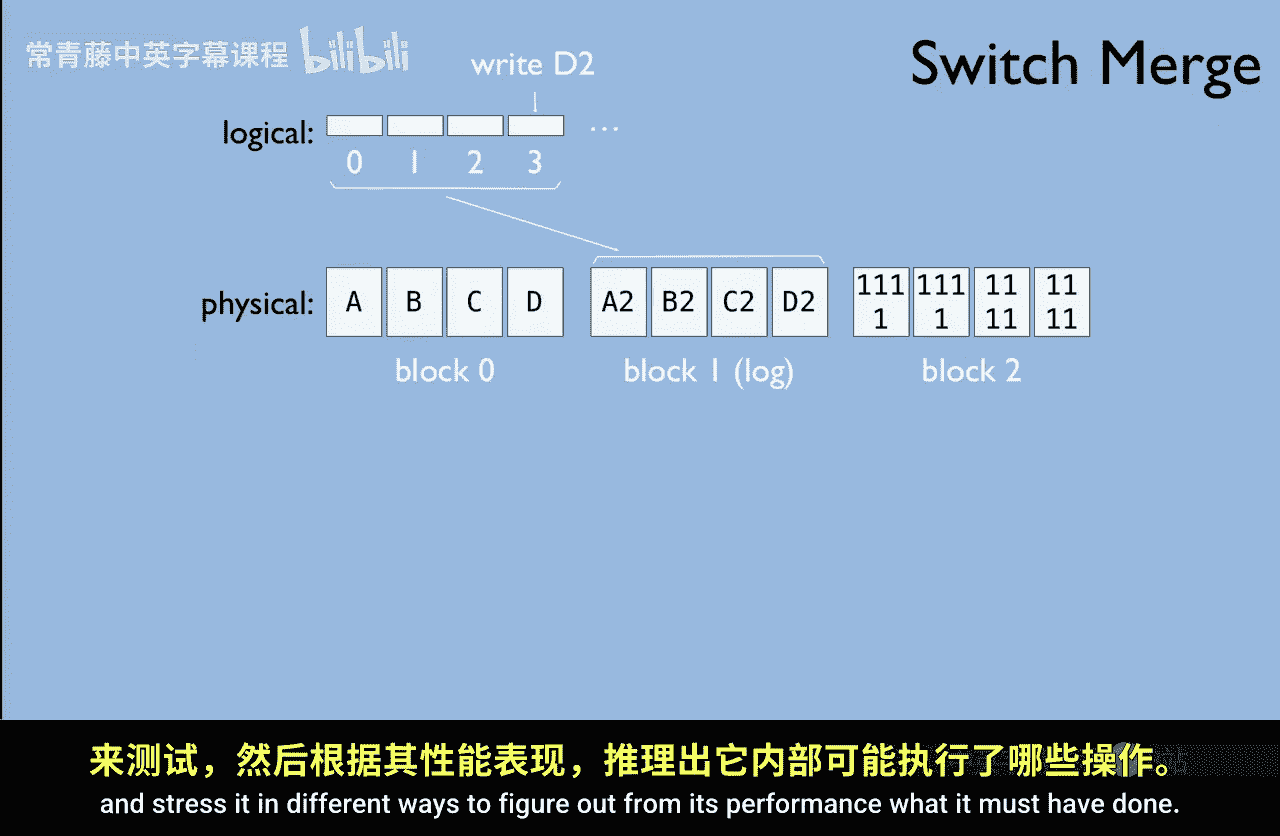 常青藤中英字幕课程 bilibili
write D2
Switch Merge
logical:
...
0 1 2 3
physical:
A B C D A2 B2 C2 D2 111 111 11 11
1 1 11 11
block 0 block 1 (log) block 2
来测试，然后根据其性能表现，推理出它内部可能执行了哪些操作。
and stress it in different ways to figure out from its performance what it must have done.